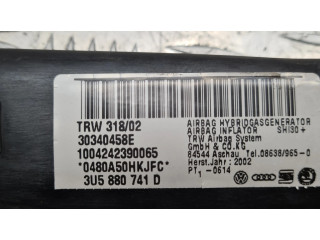 TRW 318/02
30340458E
1004242390065
*0480A50HKJFC*
3U5 880 741 D
AIRBAG HYBRIDGASGENERATOR
AIRBAG INFLATOR SHI30+
TRW Airbag System
GmbH & CO.KG
84544 Aschau Tel.08638/965-0
Herst.Jahr: 2002
PT1 -0614